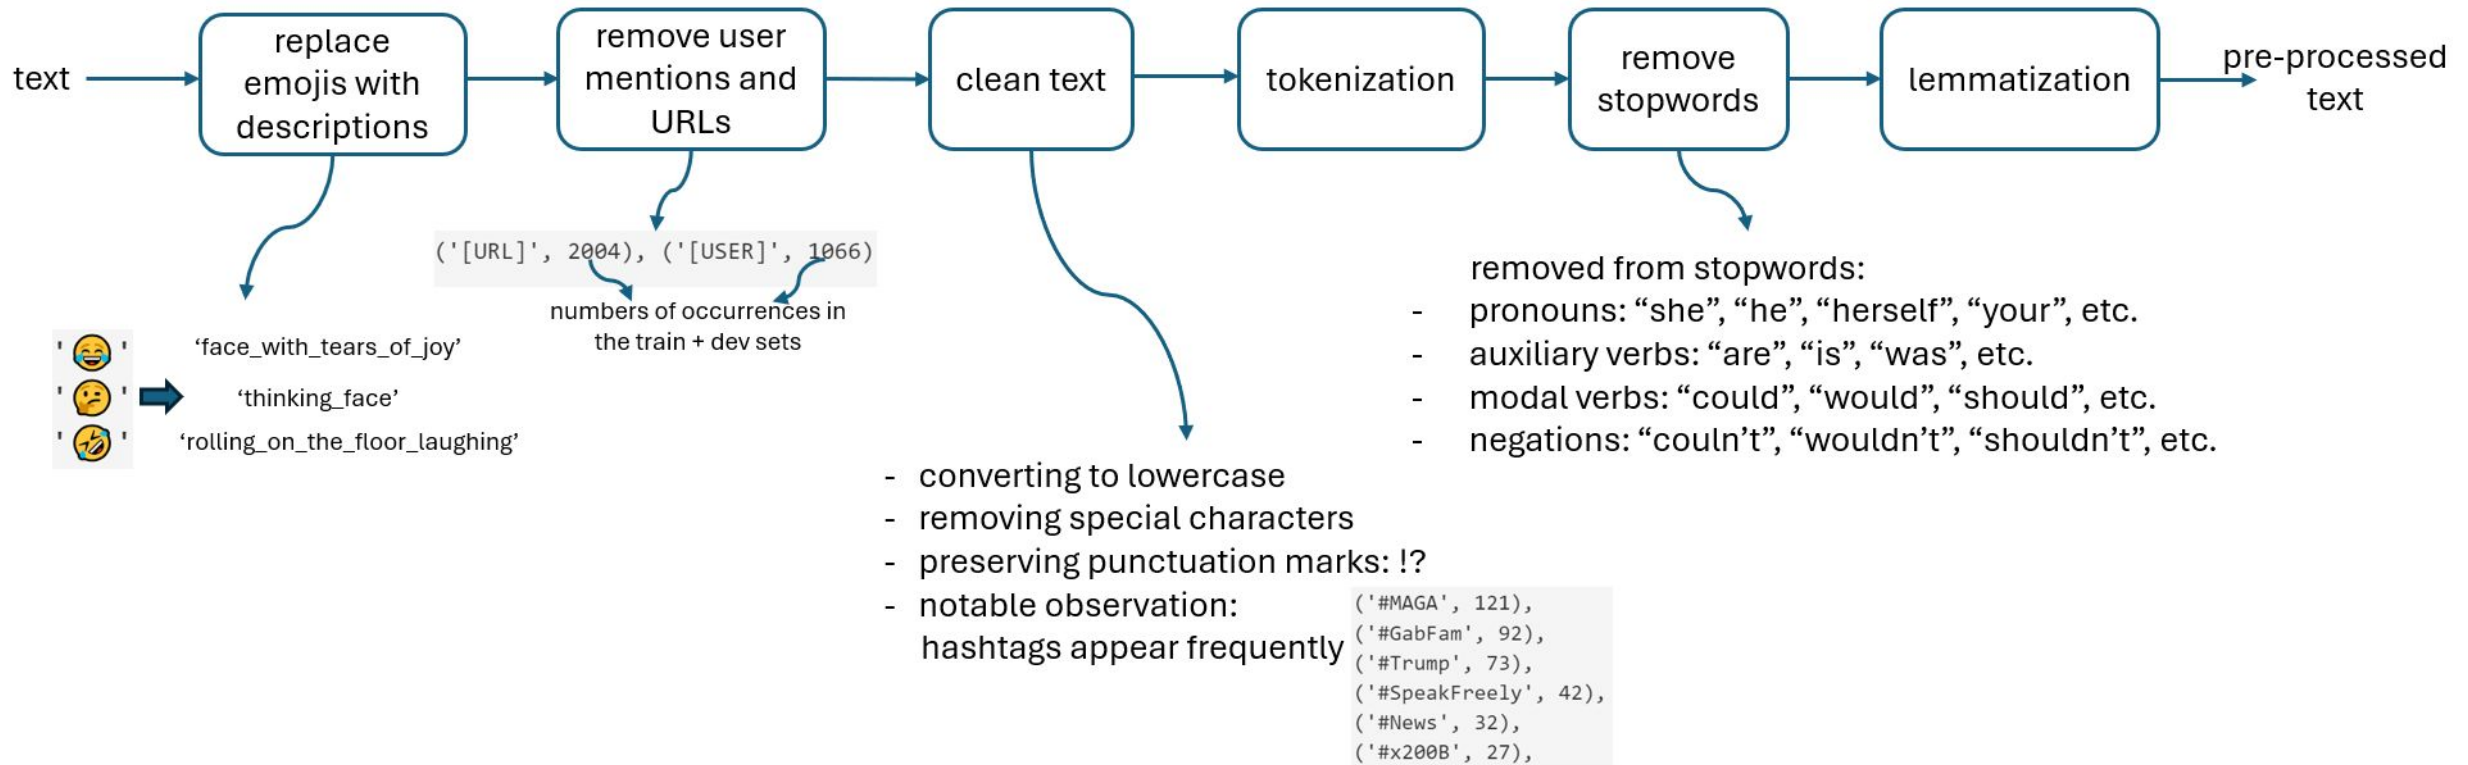 text
replace
emojis with
descriptions
remove user
mentions and
URLs
clean text
tokenization
remove
stopwords
lemmatization
pre-processed
text
('[URL]', 2004), ('[USER]', 1066)
numbers of occurrences in
the train + dev sets
' 😂 '
‘face_with_tears_of_joy’
' 🤔 '
‘thinking_face’
' 🤣 '
‘rolling_on_the_floor_laughing’
- converting to lowercase
- removing special characters
- preserving punctuation marks: !?
- notable observation:
hashtags appear frequently
('#MAGA', 121),
('#GabFam', 92),
('#Trump', 73),
('#SpeakFreely', 42),
('#News', 32),
('#x200B', 27),
removed from stopwords:
- pronouns: “she”, “he”, “herself”, “your”, etc.
- auxiliary verbs: “are”, “is”, “was”, etc.
- modal verbs: “could”, “would”, “should”, etc.
- negations: “couln’t”, “wouldn’t”, “shouldn’t”, etc.